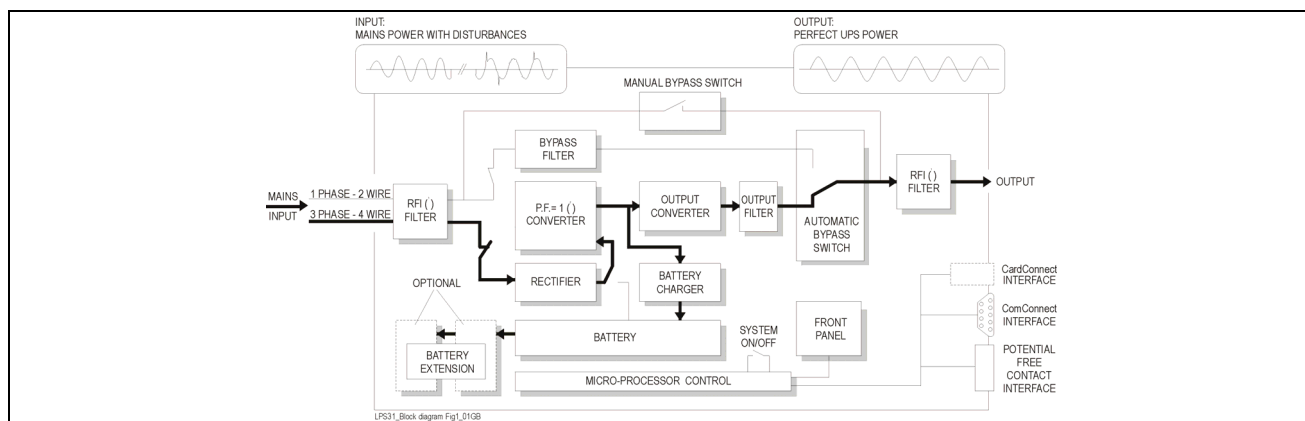 INPUT:
MAINS POWER WITH DISTURBANCES
OUTPUT:
PERFECT UPS POWER
MANUAL BYPASS SWITCH
BYPASS
FILTER
MAINS
INPUT
1 PHASE - 2 WIRE
3 PHASE - 4 WIRE
RFI ( )
FILTER
P.F.= 1 ( )
CONVERTER
OUTPUT
CONVERTER
OUTPUT
FILTER
AUTOMATIC
BYPASS
SWITCH
RFI ( )
FILTER
OUTPUT
RECTIFIER
BATTERY
CHARGER
OPTIONAL
BATTERY
EXTENSION
BATTERY
SYSTEM
ON/OFF
FRONT
PANEL
MICRO-PROCESSOR CONTROL
CardConnect
INTERFACE
ComConnect
INTERFACE
POTENTIAL
FREE
CONTACT
INTERFACE
LPS31_Block diagram Fig1_01GB